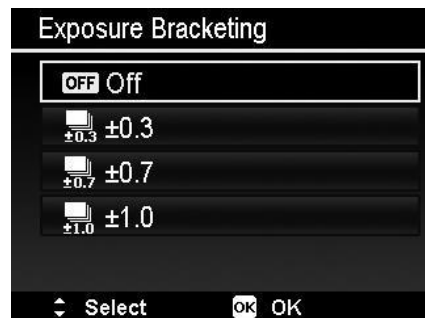 Exposure Bracketing
OFF Off
±0.3 ±0.3
±0.7 ±0.7
±1.0 ±1.0
Select OK OK